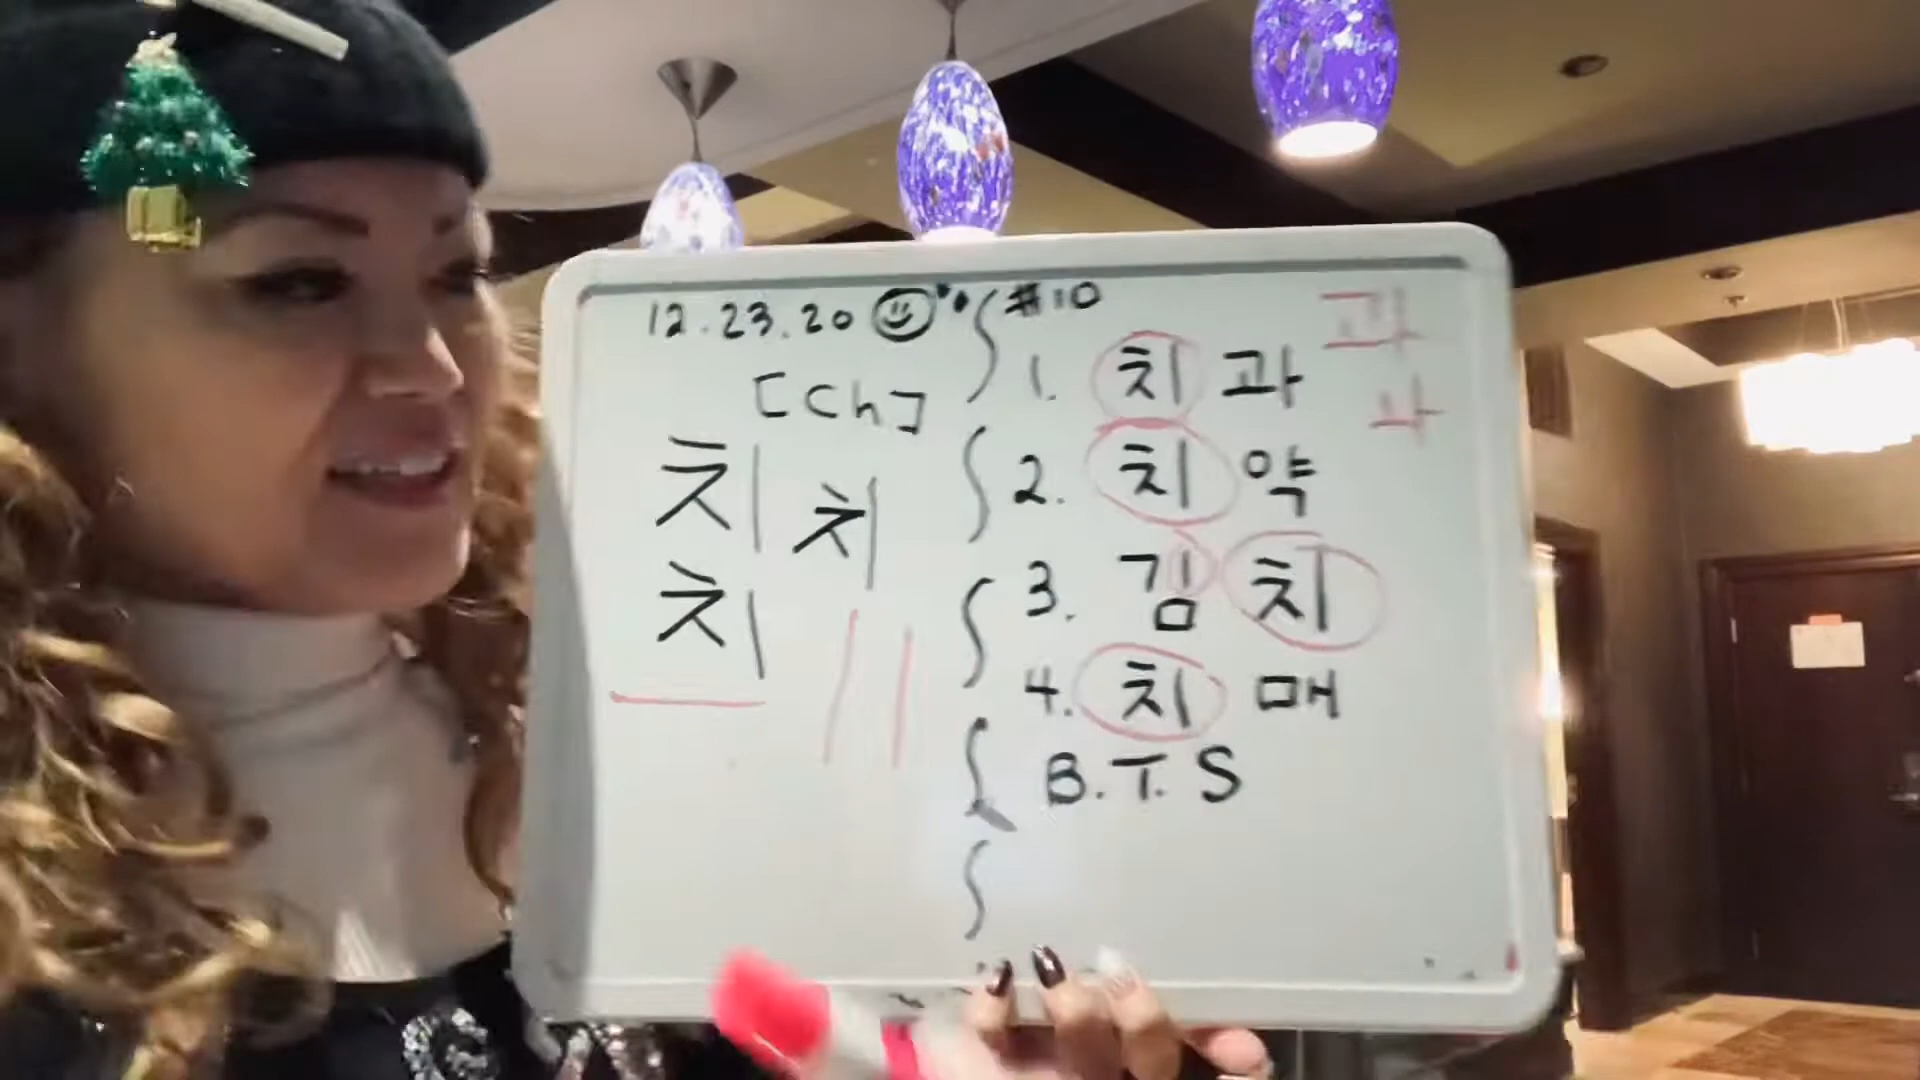 12.23.20
[Ch]
치
치
치
#10
1. 치과
2. 치약
3. 김치
4. 치매
B.T.S
과
ㅘ